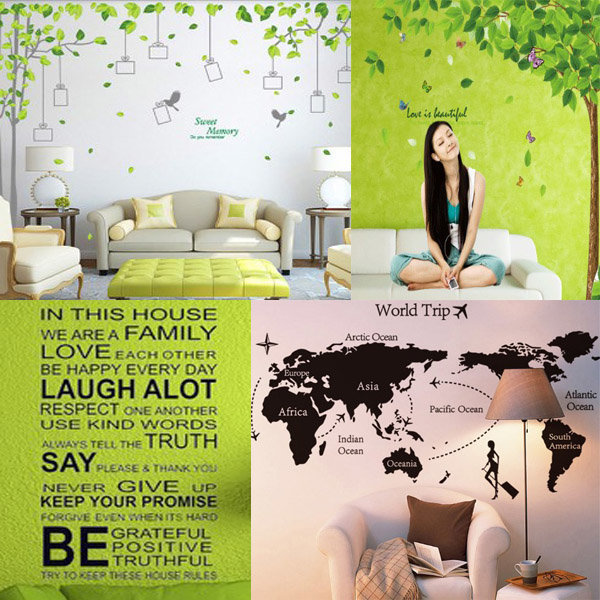 Sweet
Memory
Do you remember
Love is beautiful
IN THIS HOUSE
WE ARE A FAMILY
LOVE EACH OTHER
BE HAPPY EVERY DAY
LAUGH ALOT
RESPECT ONE ANOTHER
USE KIND WORDS
ALWAYS TELL THE TRUTH
SAY PLEASE & THANK YOU
NEVER GIVE UP
KEEP YOUR PROMISE
FORGIVE EVEN WHEN ITS HARD
BE GRATEFUL
POSITIVE
TRUTHFUL
TRY TO KEEP THESE HOUSE RULES
World Trip
Arctic Ocean
Europe
Asia
Africa
Pacific Ocean
Atlantic
Ocean
Indian
Ocean
Oceania
South
America